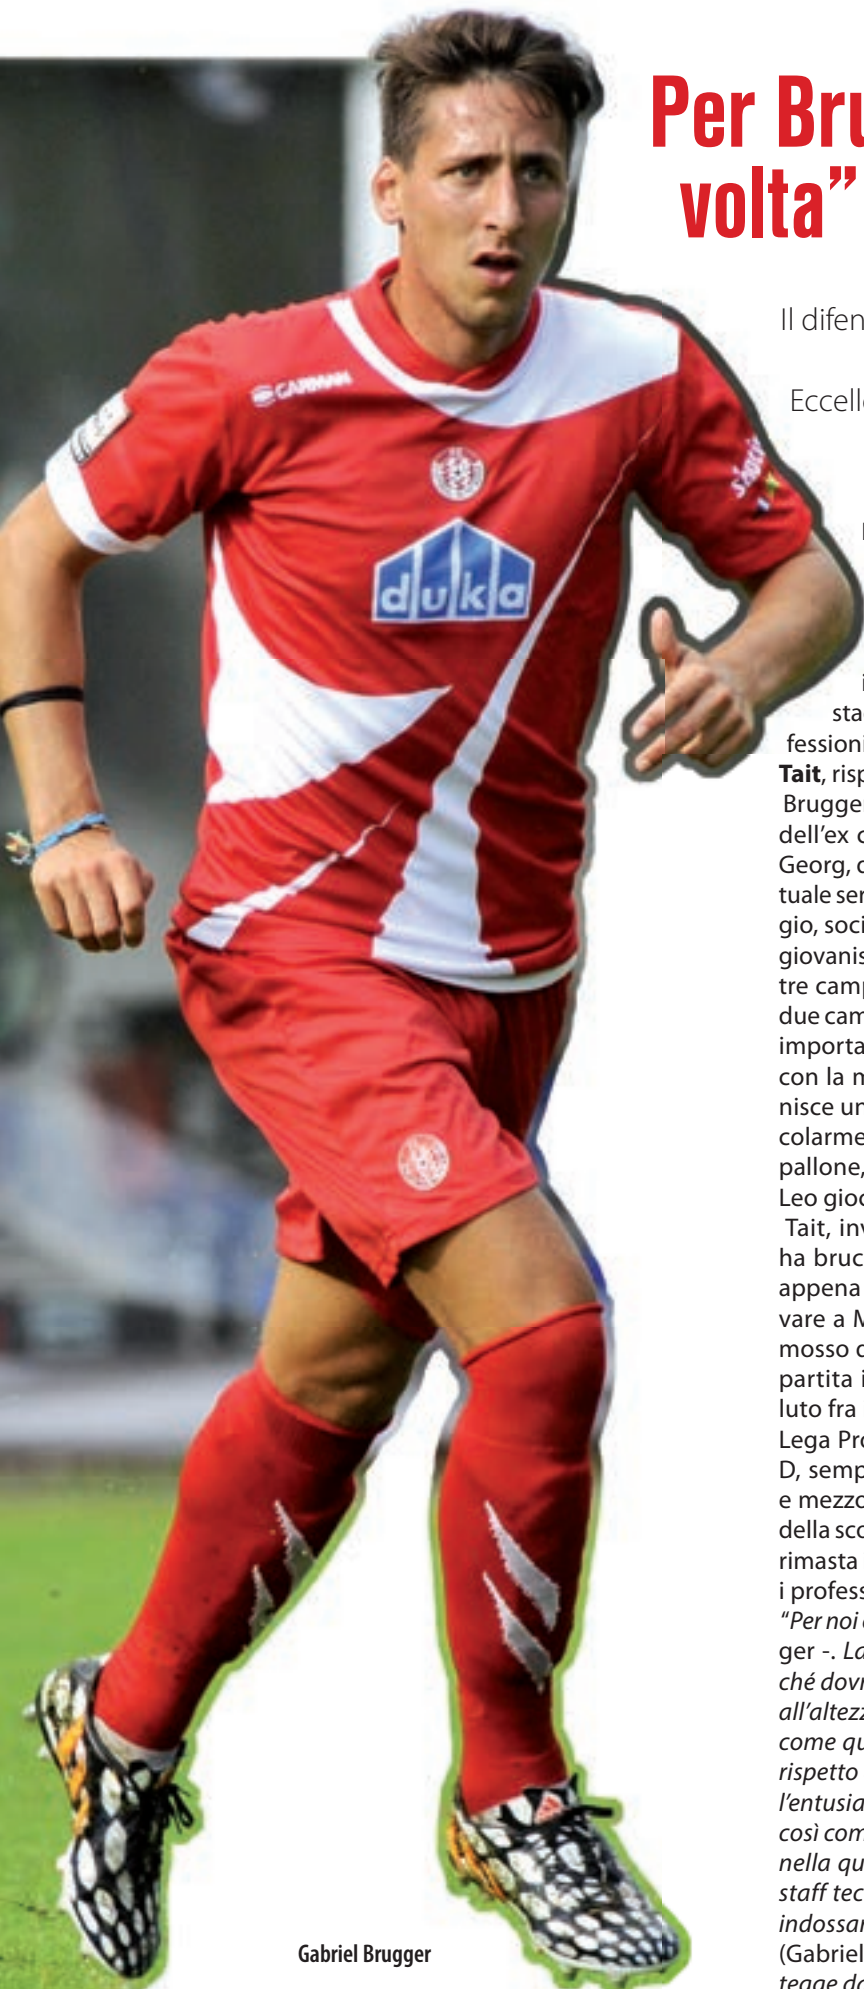 Per Bru
volta”
Il difen
Eccell
sta
fessioni
Tait, risp
Brugge
dell’ex c
Georg, c
tuale ser
gio, soci
giovanis
tre camp
due cam
importa
con la m
nisce un
colarme
pallone,
Leo gioc
Tait, inv
ha bruc
appena
vare a M
mosso d
partita i
luto fra
Lega Pro
D, semp
e mezzo
della sco
rimasta
i profess
“Per noi
ger -. La
ché dovr
all’altezz
come qu
rispetto
l’entusia
così com
nella qu
staff tec
indossar
(Gabriel
tegge da
GARMAN
duka
Gabriel Brugger